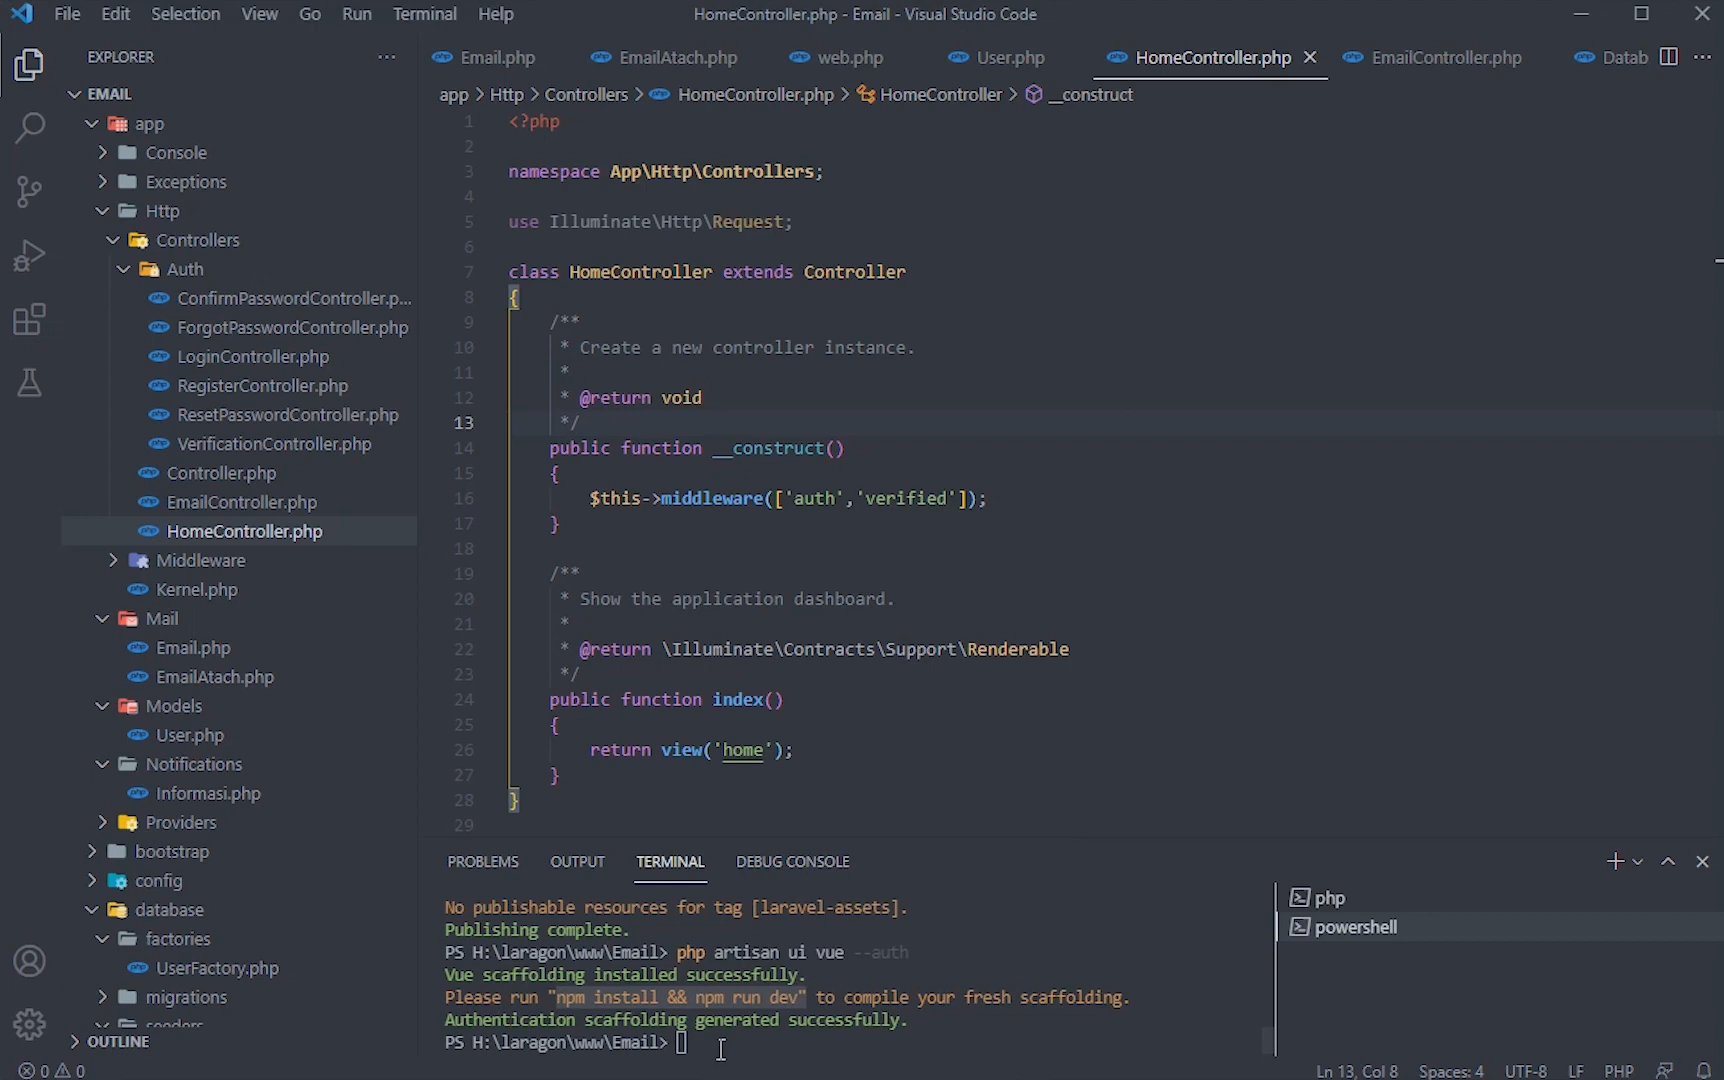 File Edit Selection View Go Run Terminal Help HomeController.php - Email - Visual Studio Code
EXPLORER
Email.php EmailAtach.php web.php User.php HomeController.php EmailController.php Datab
app > Http > Controllers > HomeController.php > HomeController > __construct
EMAIL
app
Console
Exceptions
Http
Controllers
Auth
ConfirmPasswordController.p...
ForgotPasswordController.php
LoginController.php
RegisterController.php
ResetPasswordController.php
VerificationController.php
Controller.php
EmailController.php
HomeController.php
Middleware
Kernel.php
Mail
Email.php
EmailAtach.php
Models
User.php
Notifications
Informasi.php
Providers
bootstrap
config
database
factories
UserFactory.php
migrations
seeders
OUTLINE
1 <?php
2
3 namespace App\Http\Controllers;
4
5 use Illuminate\Http\Request;
6
7 class HomeController extends Controller
8 {
9 /**
10 * Create a new controller instance.
11 *
12 * @return void
13 */
14 public function __construct()
15 {
16 $this->middleware(['auth','verified']);
17 }
18
19 /**
20 * Show the application dashboard.
21 *
22 * @return \Illuminate\Contracts\Support\Renderable
23 */
24 public function index()
25 {
26 return view('home');
27 }
28 }
29
PROBLEMS OUTPUT TERMINAL DEBUG CONSOLE
No publishable resources for tag [laravel-assets].
Publishing complete.
PS H:\laragon\www\Email> php artisan ui vue --auth
Vue scaffolding installed successfully.
Please run "npm install && npm run dev" to compile your fresh scaffolding.
Authentication scaffolding generated successfully.
PS H:\laragon\www\Email>
php
powershell
0 0 Ln 13, Col 8 Spaces: 4 UTF-8 LF PHP